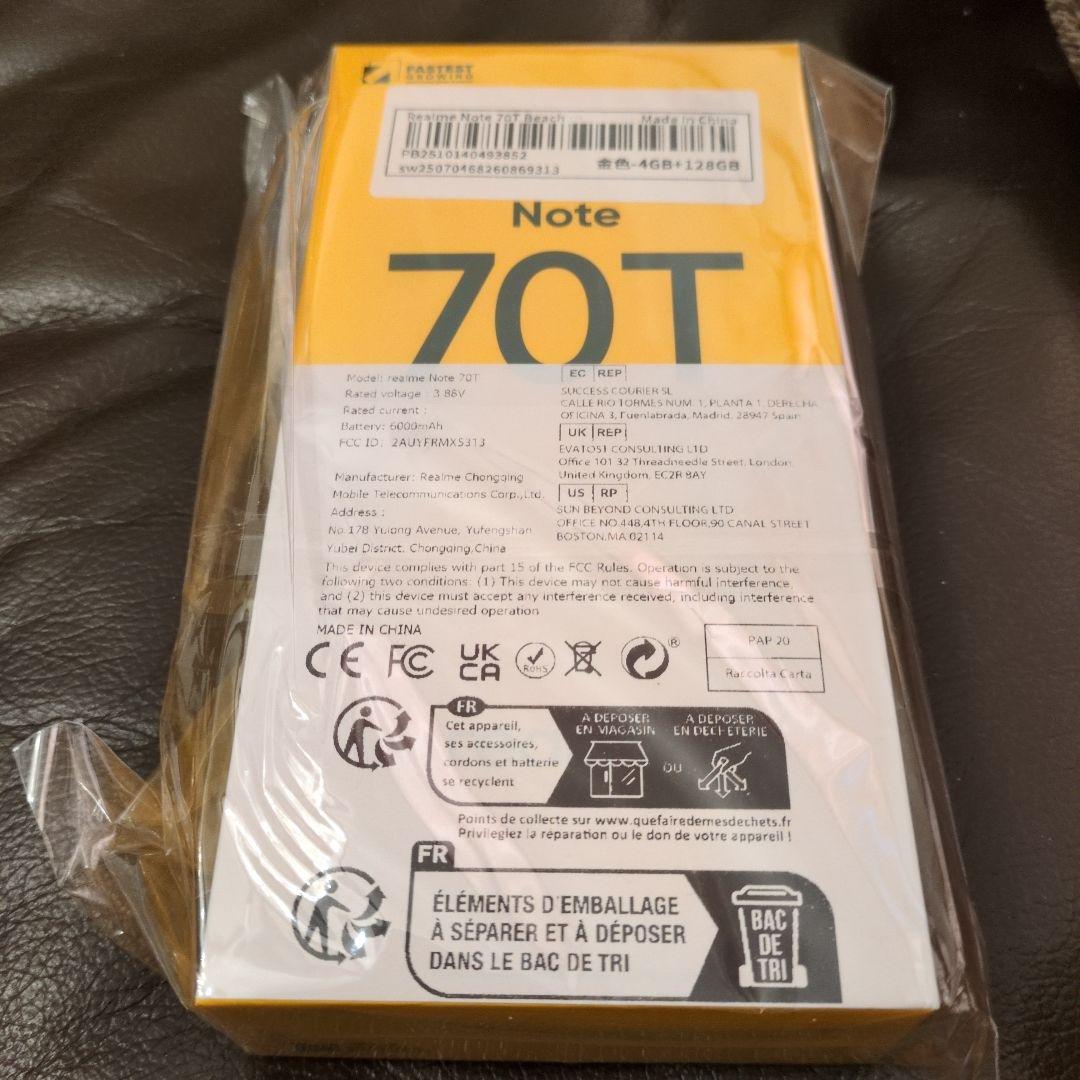 FASTEST
GROWING
Realme Note 70T Beach
Made in China
PB2510140493852
SW25070468260869313
金色-4GB+128GB
Note
70T
Model: realme Note 70T
Rated voltage : 3.88V
Rated current :
Battery: 6000mAh
FCC ID: 2AUYFRMX5313
Manufacturer: Realme Chongqing
Mobile Telecommunications Corp.,Ltd.
Address :
No.178 Yulong Avenue, Yufengshan
Yubei District, Chongqing,China
EC REP
SUCCESS COURIER SL
CALLE RIO TORMES NUM. 1, PLANTA 1, DERECHA
OFICINA 3, Fuenlabrada, Madrid, 28947 Spain
UK REP
EVATOST CONSULTING LTD
Office 101 32 Threadneedle Street, London,
United Kingdom, EC2R 8AY
US RP
SUN BEYOND CONSULTING LTD
OFFICE NO.448,4TH FLOOR,90 CANAL STREET
BOSTON,MA,02114
This device complies with part 15 of the FCC Rules. Operation is subject to the
following two conditions: (1) This device may not cause harmful interference,
and (2) this device must accept any interference received, including interference
that may cause undesired operation
MADE IN CHINA
CE FC UK
CA RoHS ®
PAP 20
Raccolta Carta
FR
Cet appareil,
ses accessoires,
cordons et batterie
se recyclent
À DÉPOSER
EN MAGASIN
OU
À DÉPOSER
EN DÉCHÈTERIE
Points de collecte sur www.quefairedemesdechets.fr
Privilégiez la réparation ou le don de votre appareil !
FR
ÉLÉMENTS D'EMBALLAGE
À SÉPARER ET À DÉPOSER
DANS LE BAC DE TRI
BAC
DE
TRI